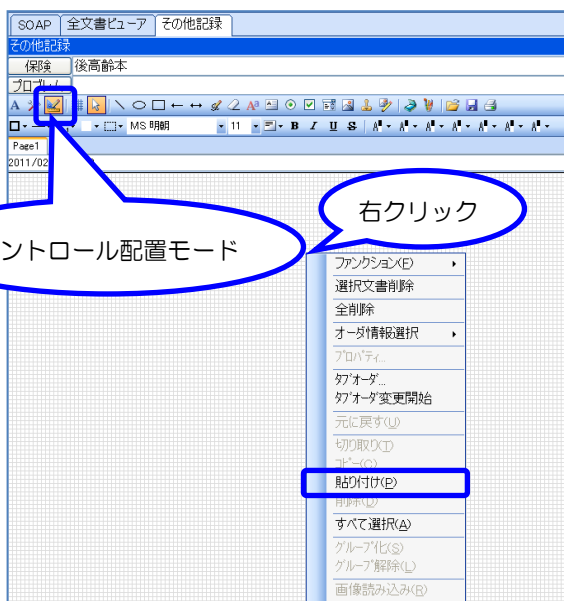 SOAP 全文書ビューア その他記録
その他記録
保険 後高齢本
プロブレム
MS 明朝 11 B I U S
Page1
2011/02
右クリック
ントロール配置モード
ファンクション(F)
選択文書削除
全削除
オーダ情報選択
プロパティ...
タブオーダ...
タブオーダ変更開始
元に戻す(U)
切り取り(T)
コピー(C)
貼り付け(P)
削除(D)
すべて選択(A)
グループ化(S)
グループ解除(L)
画像読み込み(R)